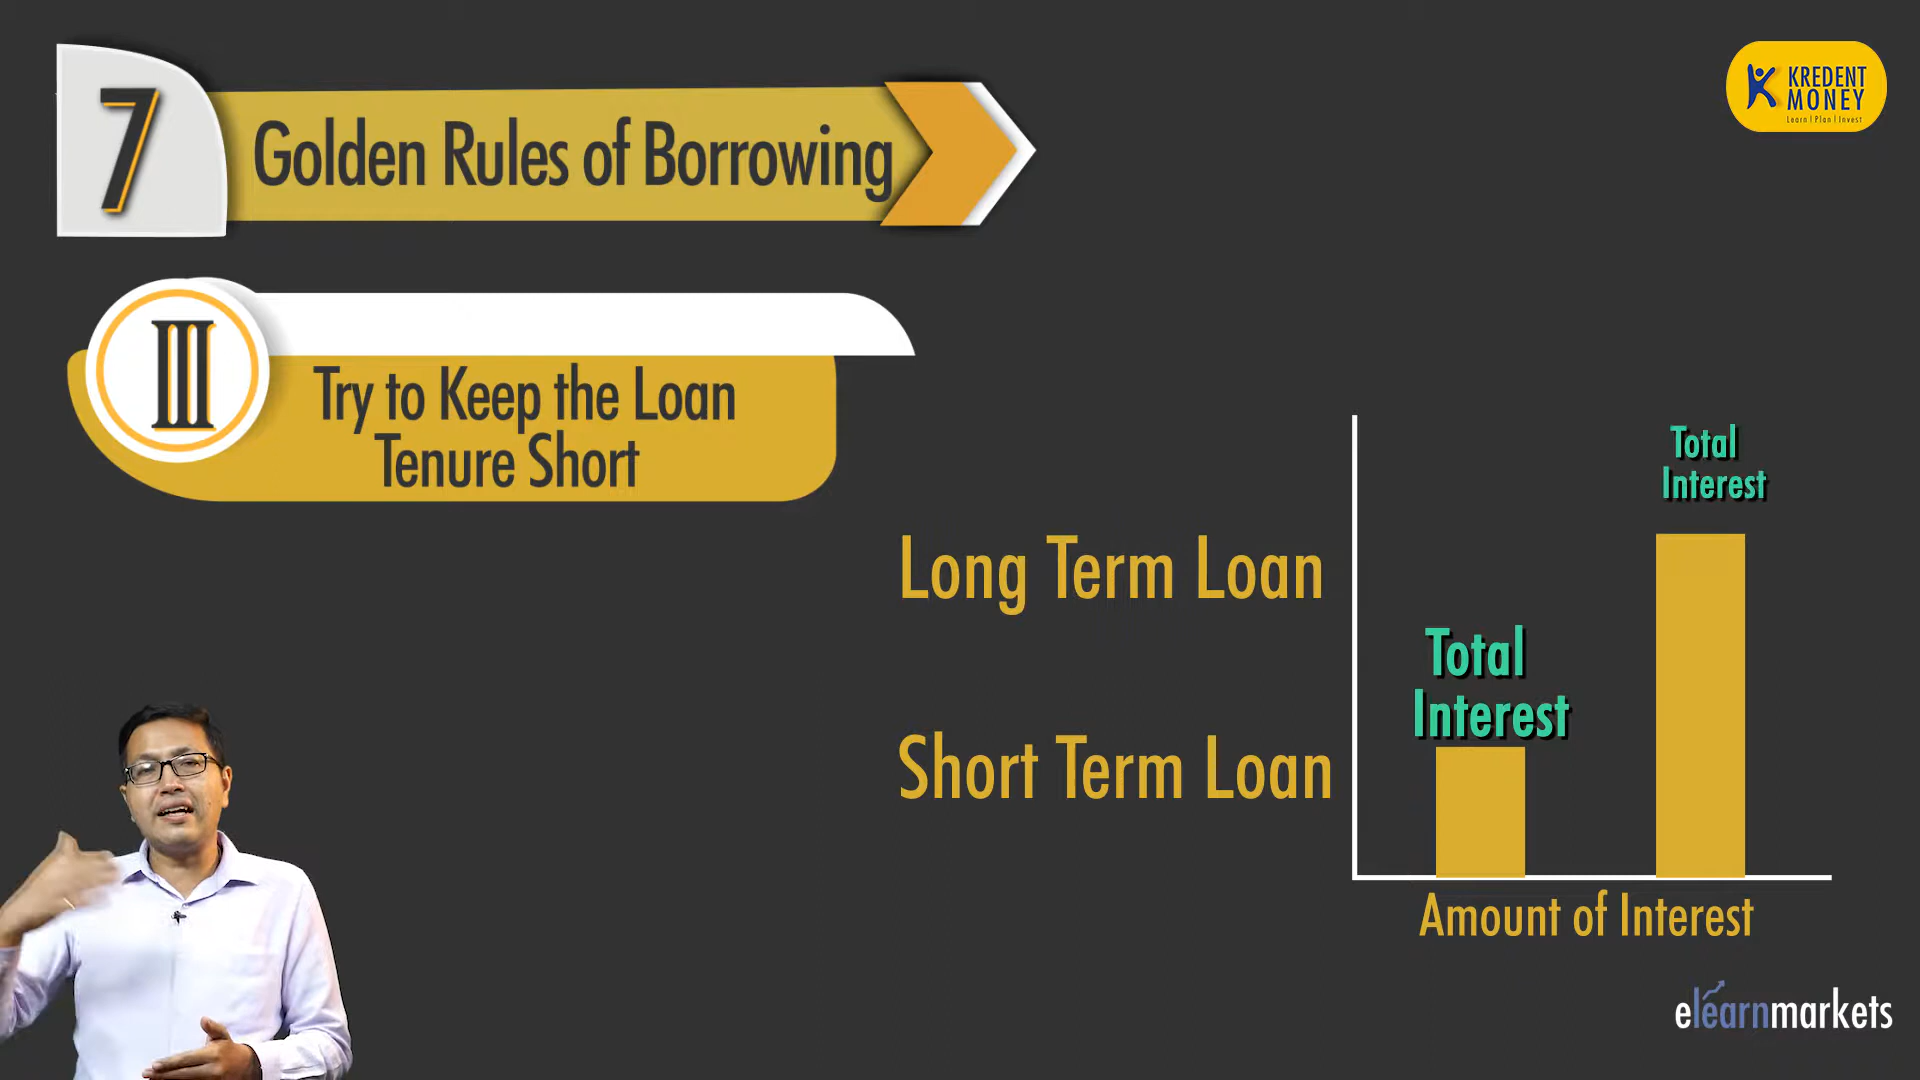 7
Golden Rules of Borrowing
KREDENT
MONEY
Learn | Plan | Invest
III
Try to Keep the Loan
Tenure Short
Total
Interest
Long Term Loan
Total
Interest
Short Term Loan
Amount of Interest
elearnmarkets